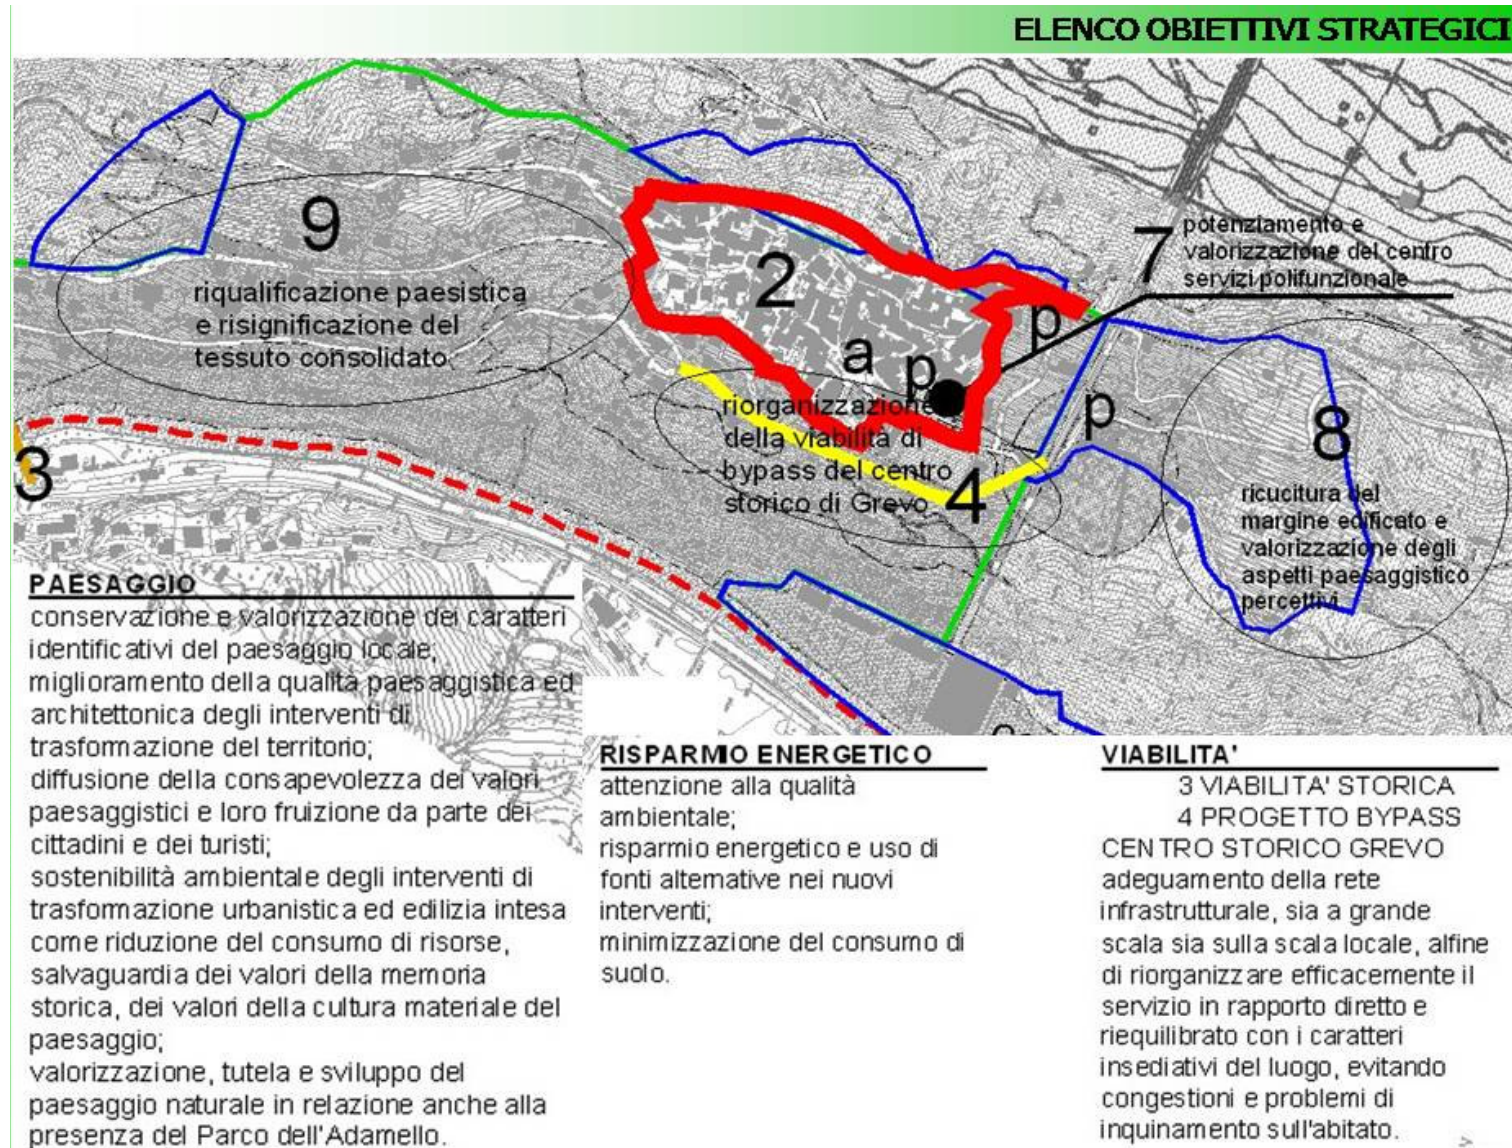 ELENCO OBIETTIVI STRATEGICI
9
riqualificazione paesistica
e risignificazione del
tessuto consolidato
2
a
p
p
p
7
potenziamento e
valorizzazione del centro
servizi polifunzionale
riorganizzazione
della viabilità di
bypass del centro
storico di Grevo
4
8
ricucitura del
margine edificato e
valorizzazione degli
aspetti paesaggistico
percettivi
3
PAESAGGIO
conservazione e valorizzazione dei caratteri
identificativi del paesaggio locale;
miglioramento della qualità paesaggistica ed
architettonica degli interventi di
trasformazione del territorio;
diffusione della consapevolezza dei valori
paesaggistici e loro fruizione da parte dei
cittadini e dei turisti;
sostenibilità ambientale degli interventi di
trasformazione urbanistica ed edilizia intesa
come riduzione del consumo di risorse,
salvaguardia dei valori della memoria
storica, dei valori della cultura materiale del
paesaggio;
valorizzazione, tutela e sviluppo del
paesaggio naturale in relazione anche alla
presenza del Parco dell'Adamello.
RISPARMIO ENERGETICO
attenzione alla qualità
ambientale;
risparmio energetico e uso di
fonti alternative nei nuovi
interventi;
minimizzazione del consumo di
suolo.
VIABILITA'
3 VIABILITA' STORICA
4 PROGETTO BYPASS
CENTRO STORICO GREVO
adeguamento della rete
infrastrutturale, sia a grande
scala sia sulla scala locale, alfine
di riorganizzare efficacemente il
servizio in rapporto diretto e
riequilibrato con i caratteri
insediativi del luogo, evitando
congestioni e problemi di
inquinamento sull'abitato.